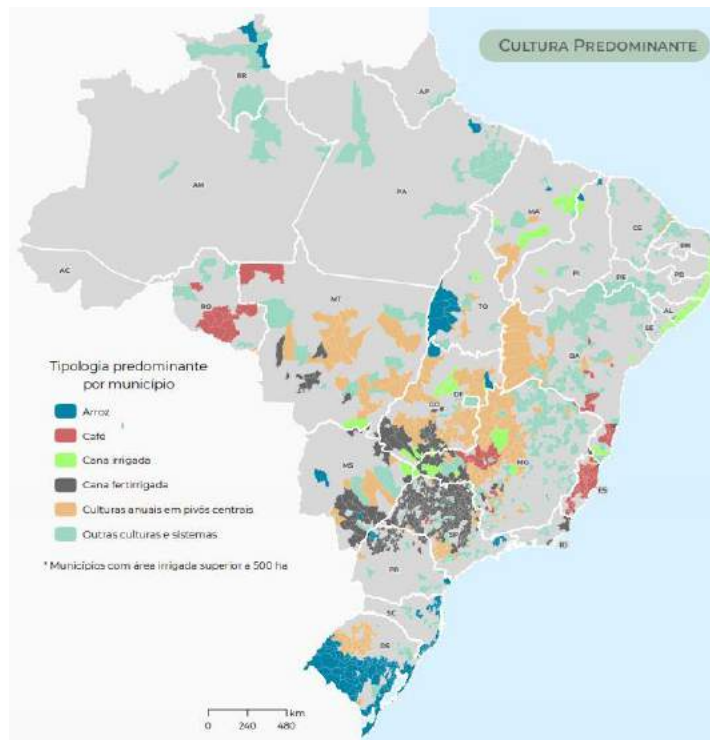 CULTURA PREDOMINANTE
RR
AP
AM
PA
MA
CE
RN
PB
PE
PI
AL
SE
AC
RO
MT
TO
BA
GO
DF
MG
ES
MS
SP
RJ
PR
SC
RS
Tipologia predominante
por município
Arroz
Café
Cana irrigada
Cana fertirrigada
Culturas anuais em pivôs centrais
Outras culturas e sistemas
* Municípios com área irrigada superior a 500 ha
km
0 240 480